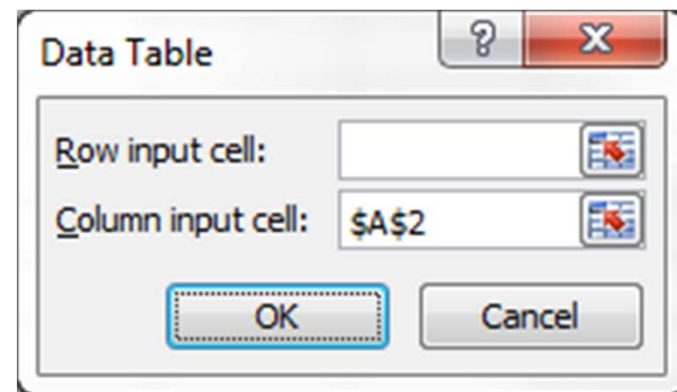 Data Table
?
Row input cell:
Column input cell: $A$2
OK Cancel